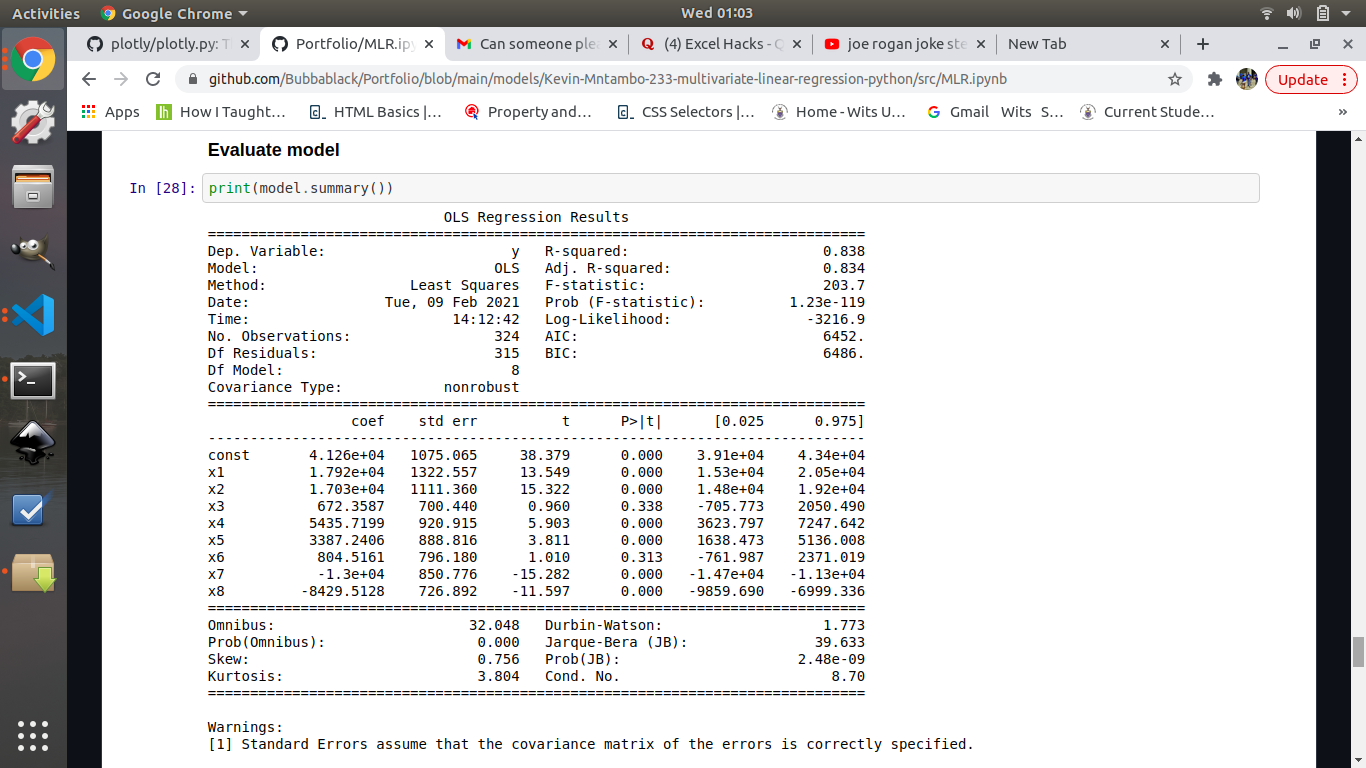 Activities Google Chrome Wed 01:03
plotly/plotly.py: T Portfolio/MLR.ipy Can someone ple (4) Excel Hacks - Q joe rogan joke ste New Tab
github.com/Bubbablack/Portfolio/blob/main/models/Kevin-Mntambo-233-multivariate-linear-regression-python/src/MLR.ipynb Update
Apps How I Taught... HTML Basics |... Property and... CSS Selectors |... Home - Wits U... Gmail Wits S... Current Stude... »
Evaluate model
In [28]: print(model.summary())
OLS Regression Results
==============================================================================
Dep. Variable: y R-squared: 0.838
Model: OLS Adj. R-squared: 0.834
Method: Least Squares F-statistic: 203.7
Date: Tue, 09 Feb 2021 Prob (F-statistic): 1.23e-119
Time: 14:12:42 Log-Likelihood: -3216.9
No. Observations: 324 AIC: 6452.
Df Residuals: 315 BIC: 6486.
Df Model: 8
Covariance Type: nonrobust
==============================================================================
coef std err t P>|t| [0.025 0.975]
------------------------------------------------------------------------------
const 4.126e+04 1075.065 38.379 0.000 3.91e+04 4.34e+04
x1 1.792e+04 1322.557 13.549 0.000 1.53e+04 2.05e+04
x2 1.703e+04 1111.360 15.322 0.000 1.48e+04 1.92e+04
x3 672.3587 700.440 0.960 0.338 -705.773 2050.490
x4 5435.7199 920.915 5.903 0.000 3623.797 7247.642
x5 3387.2406 888.816 3.811 0.000 1638.473 5136.008
x6 804.5161 796.180 1.010 0.313 -761.987 2371.019
x7 -1.3e+04 850.776 -15.282 0.000 -1.47e+04 -1.13e+04
x8 -8429.5128 726.892 -11.597 0.000 -9859.690 -6999.336
==============================================================================
Omnibus: 32.048 Durbin-Watson: 1.773
Prob(Omnibus): 0.000 Jarque-Bera (JB): 39.633
Skew: 0.756 Prob(JB): 2.48e-09
Kurtosis: 3.804 Cond. No. 8.70
==============================================================================
Warnings:
[1] Standard Errors assume that the covariance matrix of the errors is correctly specified.